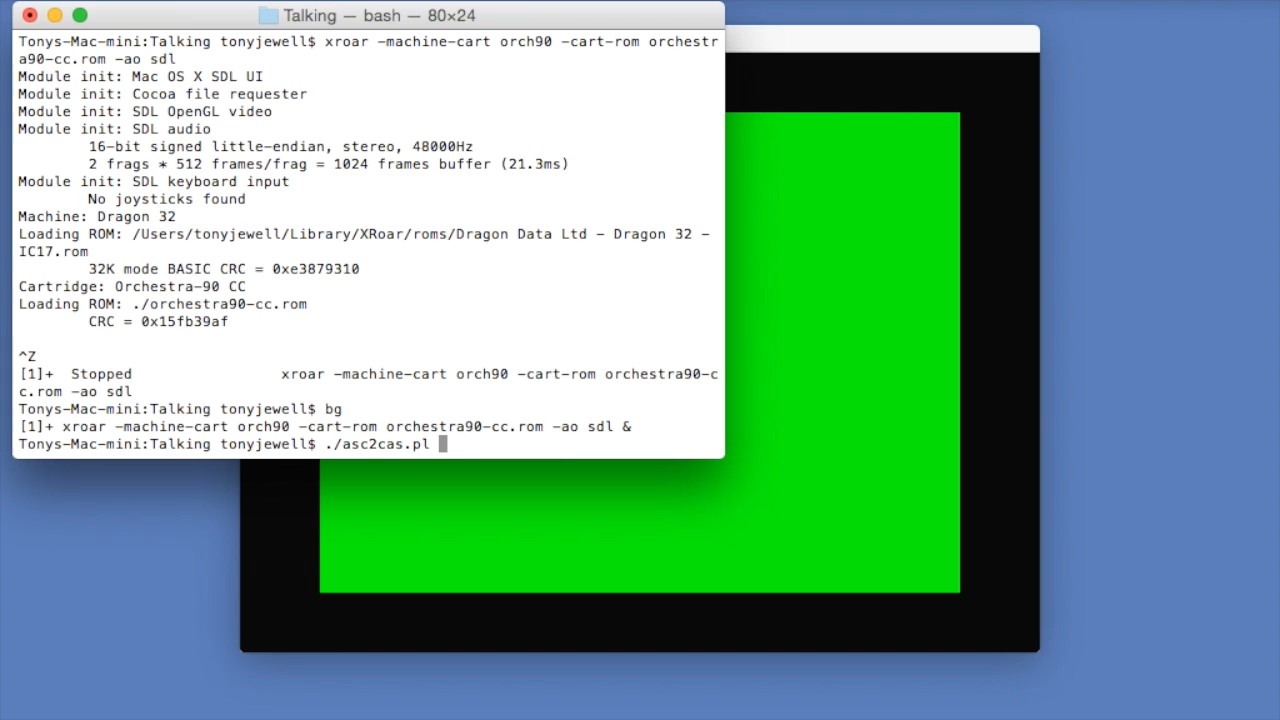 Talking — bash — 80×24
Tonys-Mac-mini:Talking tonyjewell$ xroar -machine-cart orch90 -cart-rom orchestr
a90-cc.rom -ao sdl
Module init: Mac OS X SDL UI
Module init: Cocoa file requester
Module init: SDL OpenGL video
Module init: SDL audio
16-bit signed little-endian, stereo, 48000Hz
2 frags * 512 frames/frag = 1024 frames buffer (21.3ms)
Module init: SDL keyboard input
No joysticks found
Machine: Dragon 32
Loading ROM: /Users/tonyjewell/Library/XRoar/roms/Dragon Data Ltd - Dragon 32 -
IC17.rom
32K mode BASIC CRC = 0xe3879310
Cartridge: Orchestra-90 CC
Loading ROM: ./orchestra90-cc.rom
CRC = 0x15fb39af
^Z
[1]+  Stopped                 xroar -machine-cart orch90 -cart-rom orchestra90-c
c.rom -ao sdl
Tonys-Mac-mini:Talking tonyjewell$ bg
[1]+ xroar -machine-cart orch90 -cart-rom orchestra90-cc.rom -ao sdl &
Tonys-Mac-mini:Talking tonyjewell$ ./asc2cas.pl